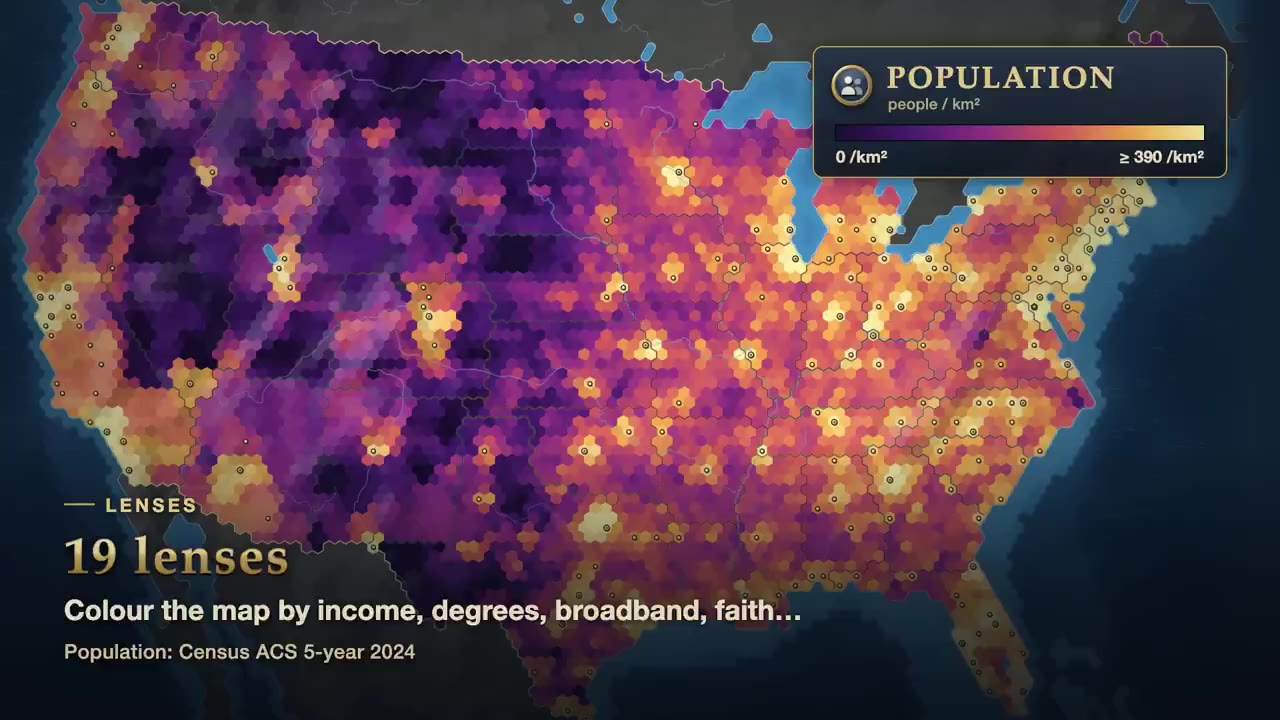 POPULATION
people / km²
0 /km²
≥ 390 /km²
LENSES
19 lenses
Colour the map by income, degrees, broadband, faith...
Population: Census ACS 5-year 2024